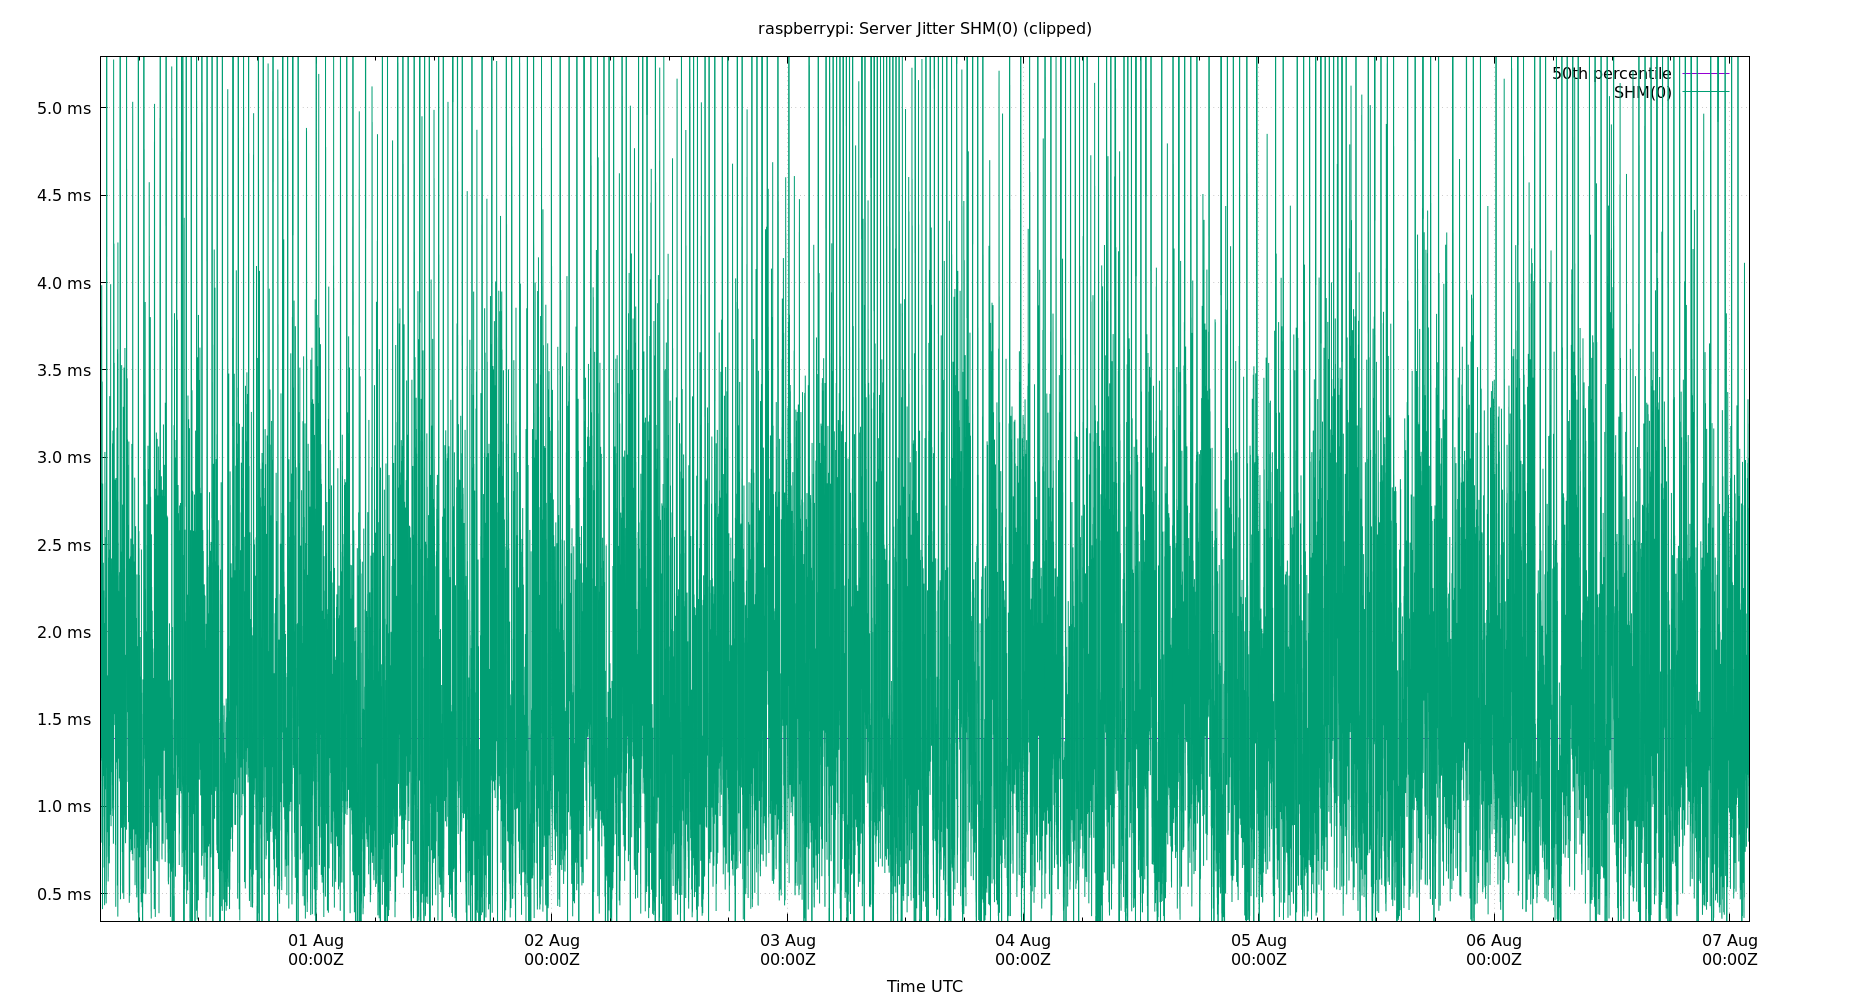 raspberrypi: Server Jitter SHM(0) (clipped)
50th percentile
SHM(0)
5.0 ms
4.5 ms
4.0 ms
3.5 ms
3.0 ms
2.5 ms
2.0 ms
1.5 ms
1.0 ms
0.5 ms
01 Aug 02 Aug 03 Aug 04 Aug 05 Aug 06 Aug 07 Aug
00:00Z 00:00Z 00:00Z 00:00Z 00:00Z 00:00Z 00:00Z
Time UTC